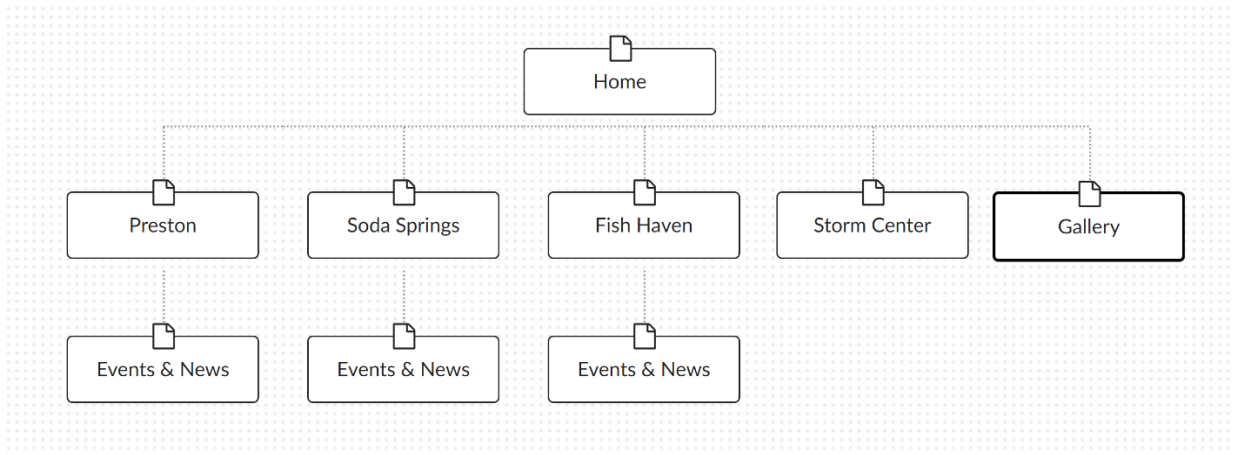 Home
Preston
Soda Springs
Fish Haven
Storm Center
Gallery
Events & News
Events & News
Events & News